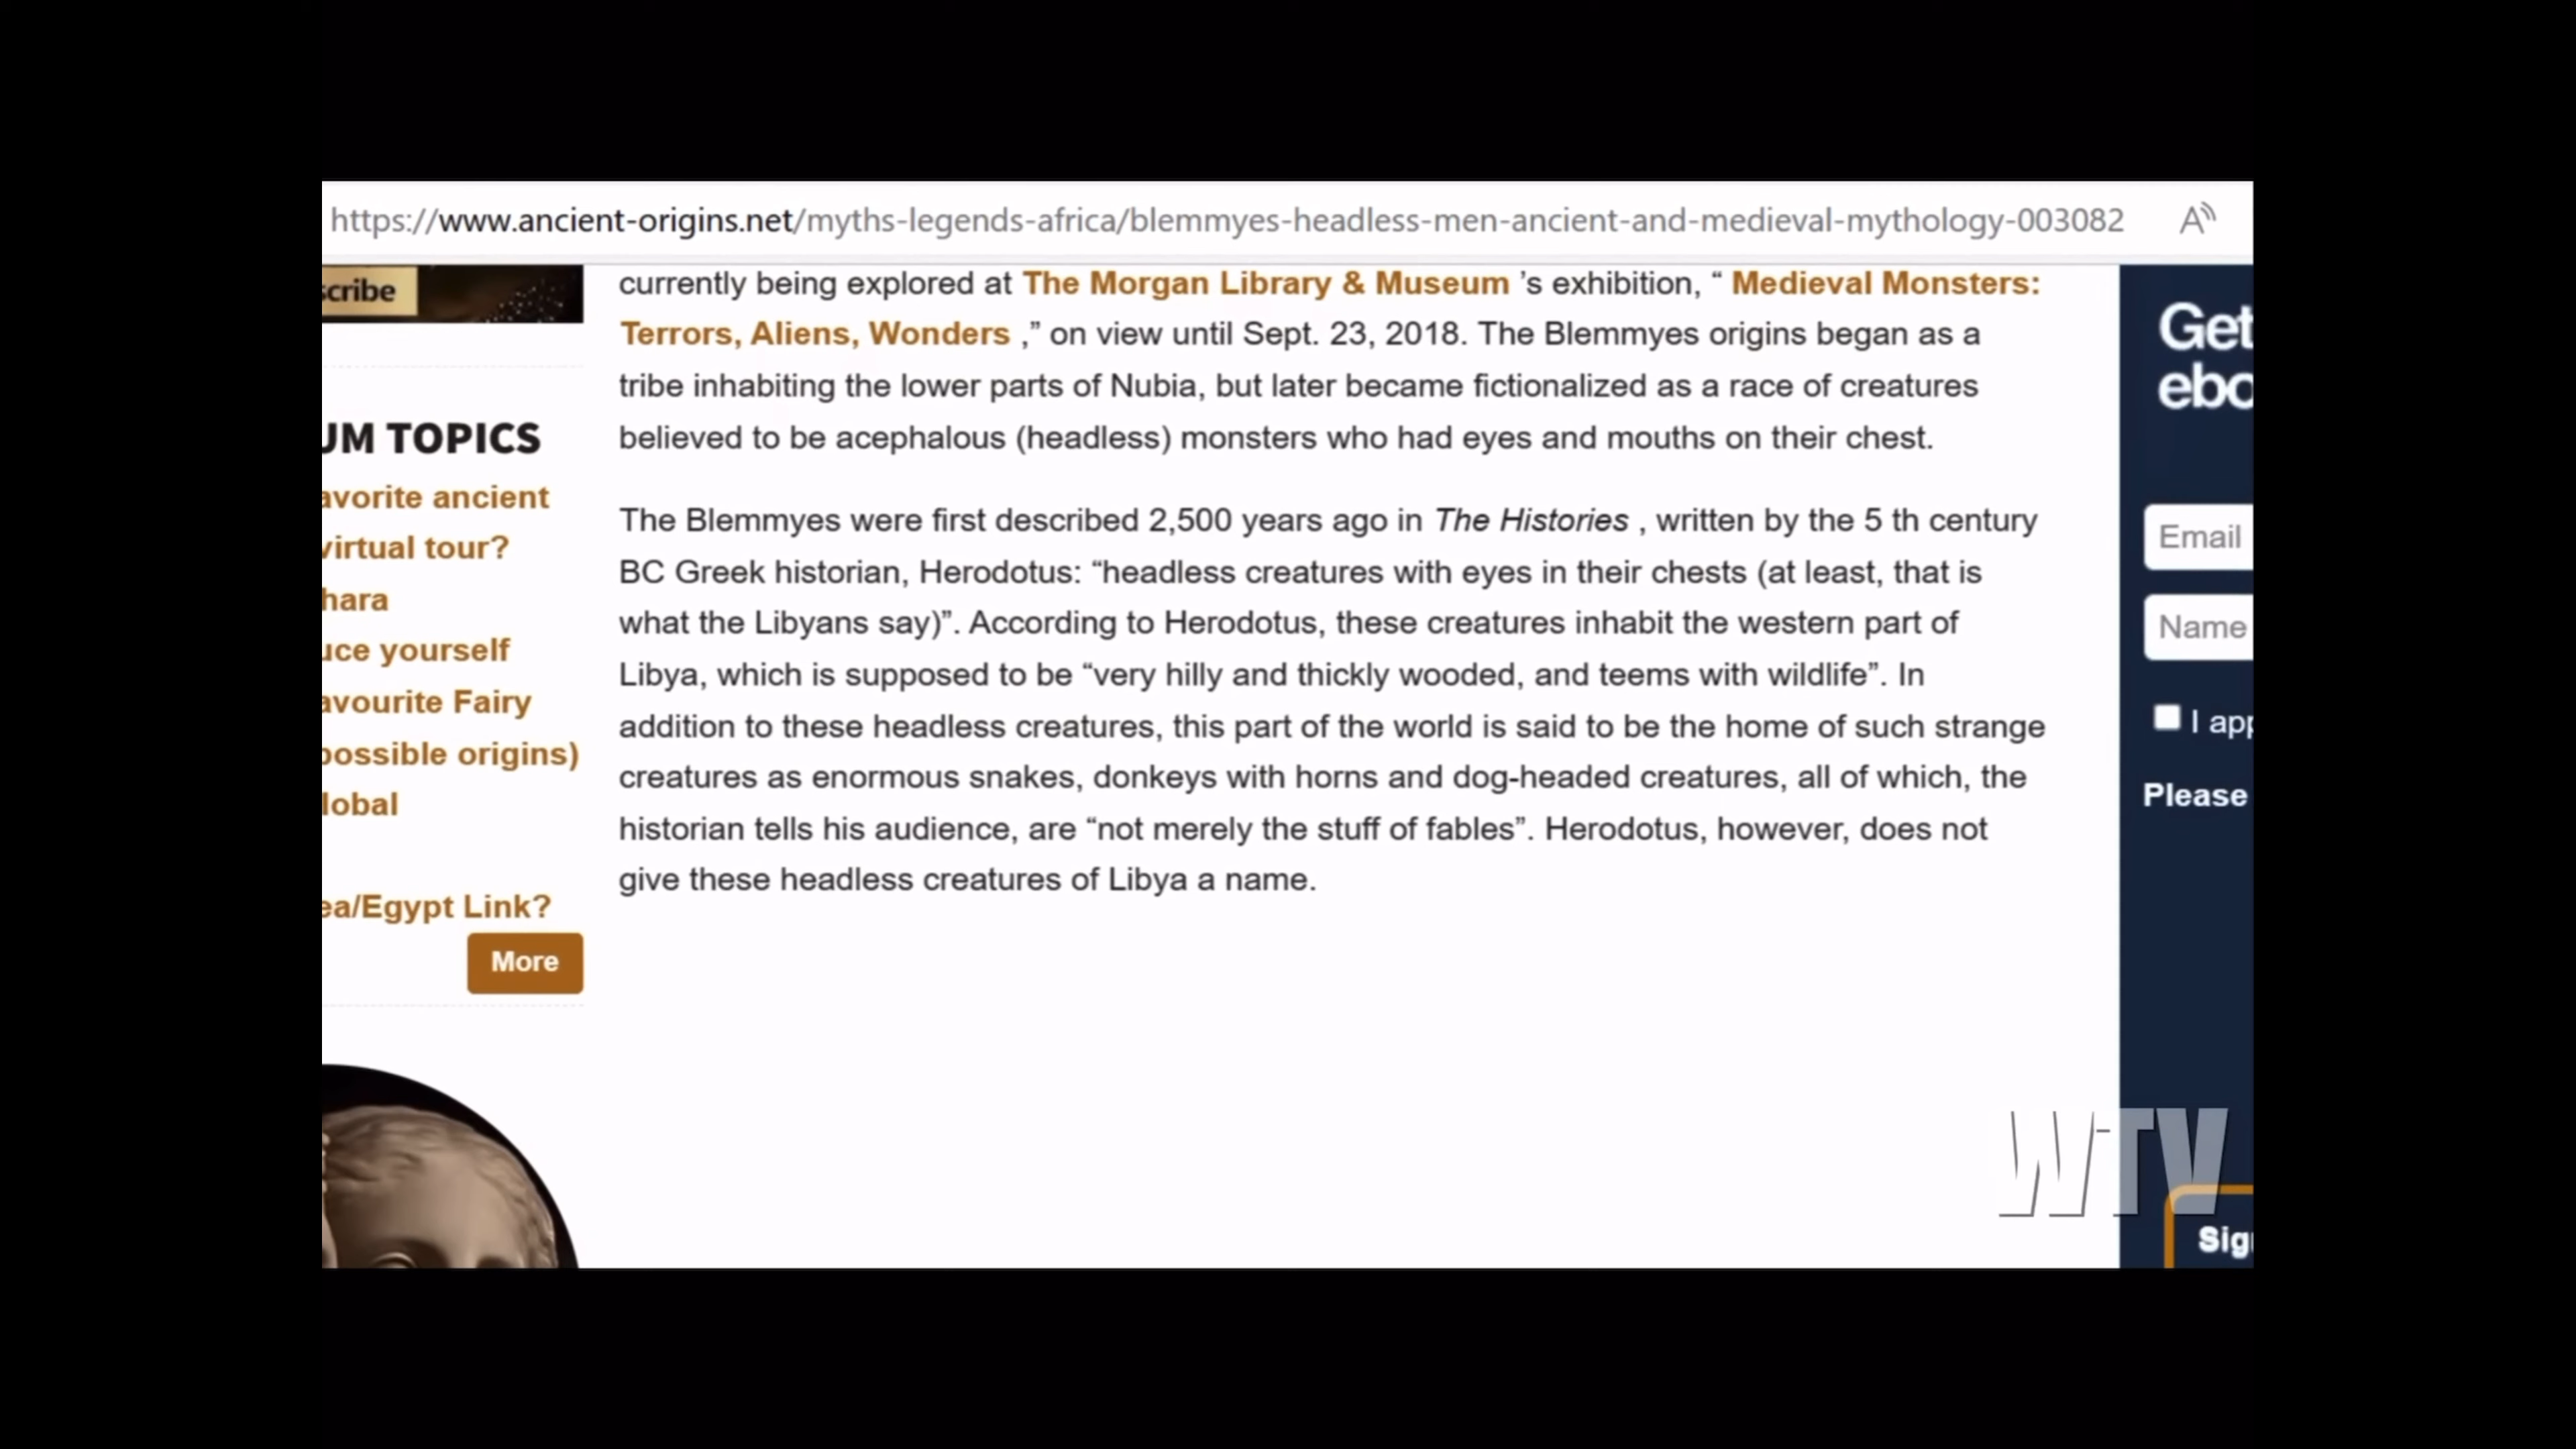 https://www.ancient-origins.net/myths-legends-africa/blemmyes-headless-men-ancient-and-medieval-mythology-003082
scribe
UM TOPICS
avorite ancient
virtual tour?
hara
uce yourself
avourite Fairy
possible origins)
lobal
ea/Egypt Link?
More
currently being explored at The Morgan Library & Museum 's exhibition, “ Medieval Monsters:
Terrors, Aliens, Wonders ,” on view until Sept. 23, 2018. The Blemmyes origins began as a
tribe inhabiting the lower parts of Nubia, but later became fictionalized as a race of creatures
believed to be acephalous (headless) monsters who had eyes and mouths on their chest.
The Blemmyes were first described 2,500 years ago in The Histories , written by the 5 th century
BC Greek historian, Herodotus: “headless creatures with eyes in their chests (at least, that is
what the Libyans say)”. According to Herodotus, these creatures inhabit the western part of
Libya, which is supposed to be “very hilly and thickly wooded, and teems with wildlife”. In
addition to these headless creatures, this part of the world is said to be the home of such strange
creatures as enormous snakes, donkeys with horns and dog-headed creatures, all of which, the
historian tells his audience, are “not merely the stuff of fables”. Herodotus, however, does not
give these headless creatures of Libya a name.
Get
ebo
Email
Name
I app
Please
WTV
Sig